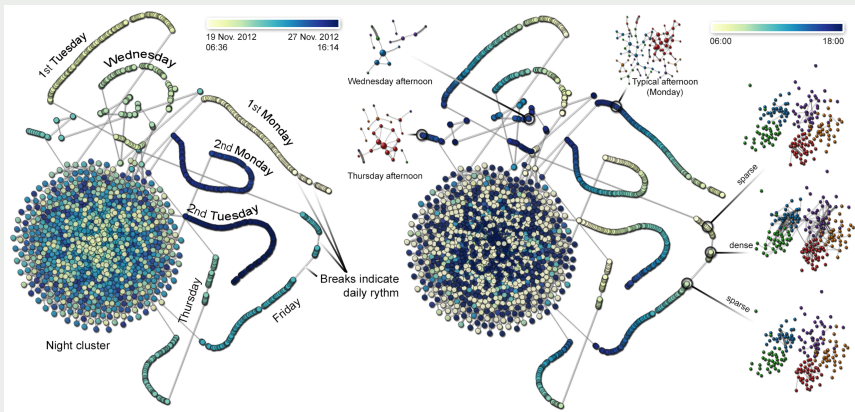 19 Nov. 2012
06:36
27 Nov. 2012
16:14
1st Tuesday
Wednesday
1st Monday
2nd Monday
2nd Tuesday
Thursday
Friday
Breaks indicate
daily rythm
Night cluster
Wednesday afternoon
Typical afternoon
(Monday)
Thursday afternoon
06:00
18:00
sparse
dense
sparse